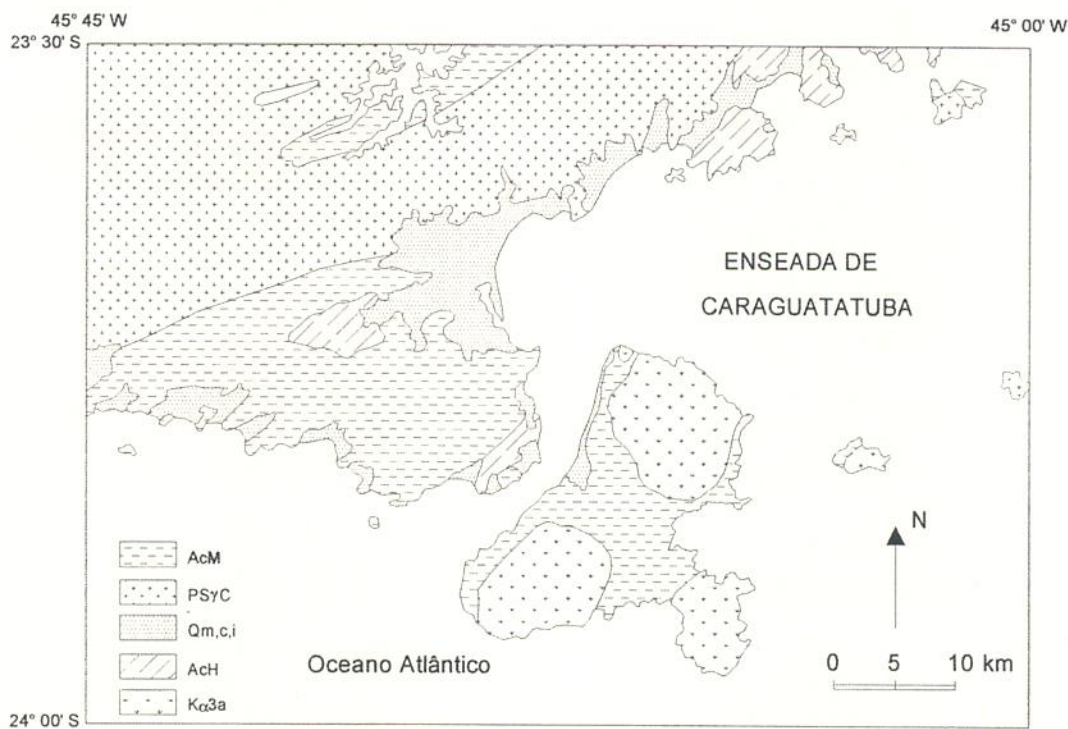 45° 45' W
45° 00' W
23° 30' S
ENSEADA DE
CARAGUATATUBA
N
AcM
PSγC
Qm,c,i
AcH
Kα3a
Oceano Atlântico
0 5 10 km
24° 00' S